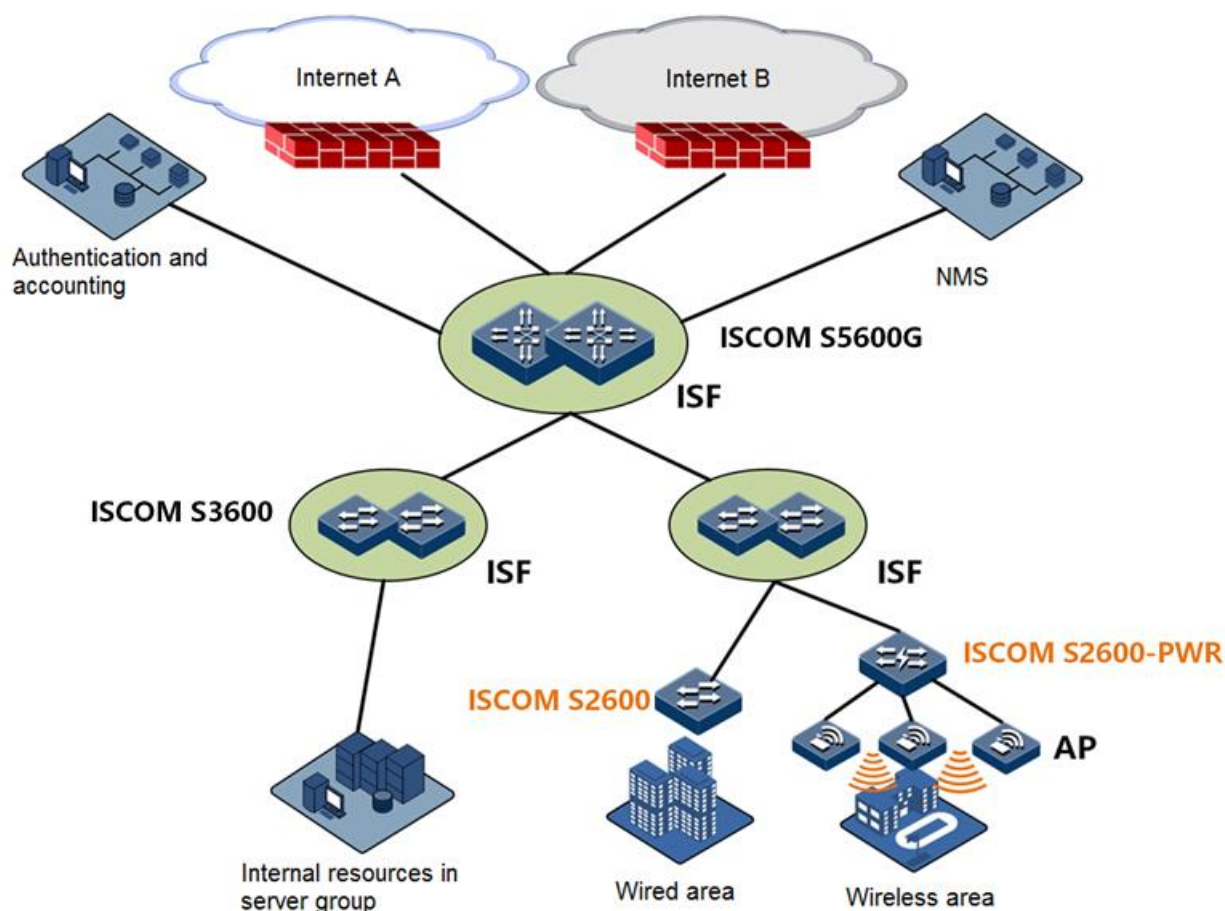 Internet A
Internet B
Authentication and
accounting
NMS
ISCOM S5600G
ISF
ISCOM S3600
ISF
ISF
ISCOM S2600-PWR
ISCOM S2600
AP
Internal resources in
server group
Wired area
Wireless area